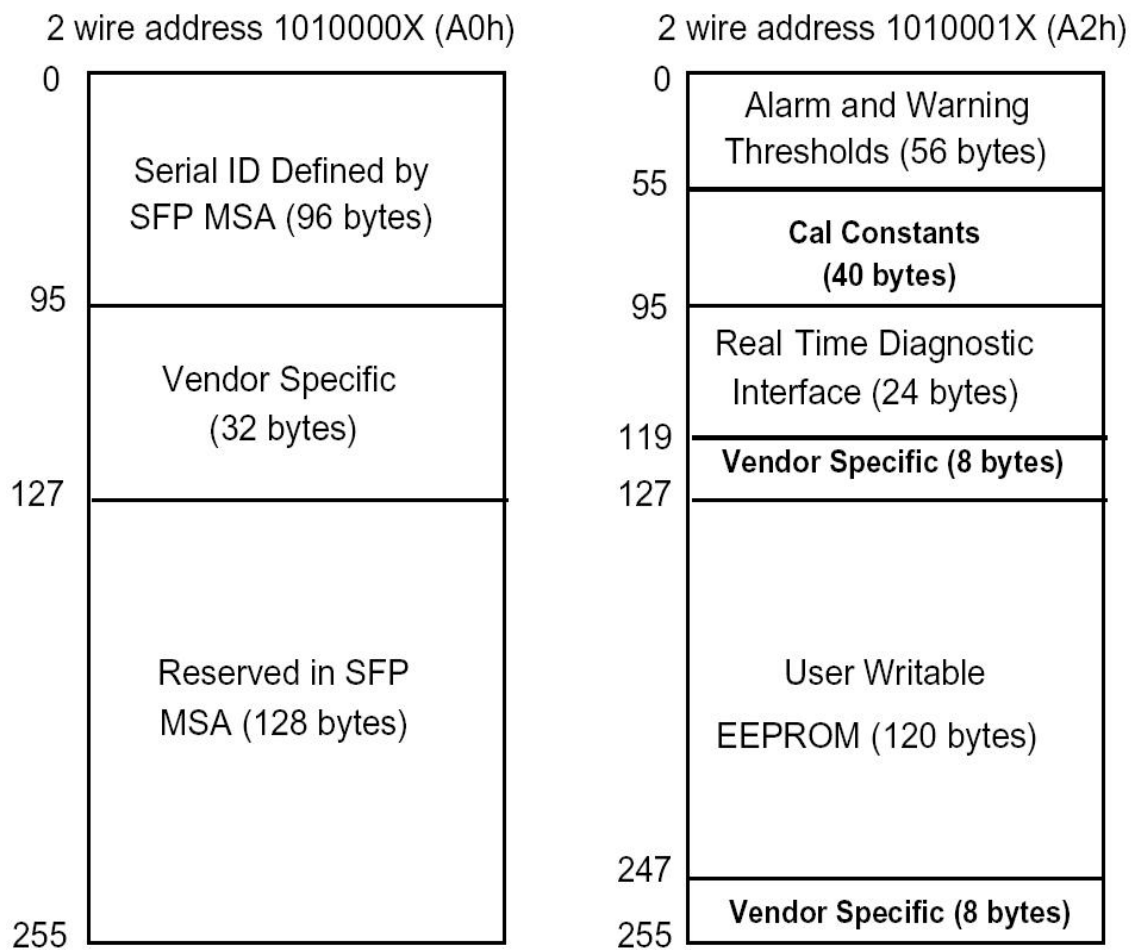 2 wire address 1010000X (A0h)
0
Serial ID Defined by
SFP MSA (96 bytes)
95
Vendor Specific
(32 bytes)
127
Reserved in SFP
MSA (128 bytes)
255
2 wire address 1010001X (A2h)
0
Alarm and Warning
Thresholds (56 bytes)
55
Cal Constants
(40 bytes)
95
Real Time Diagnostic
Interface (24 bytes)
119
Vendor Specific (8 bytes)
127
User Writable
EEPROM (120 bytes)
247
Vendor Specific (8 bytes)
255